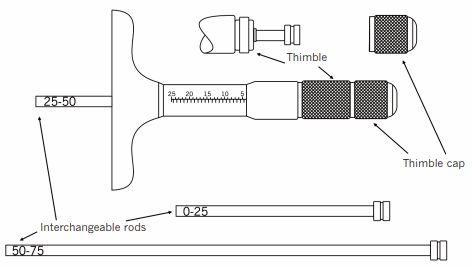 Thimble
25 20 15 10 5
25-50
Thimble cap
0-25
Interchangeable rods
50-75